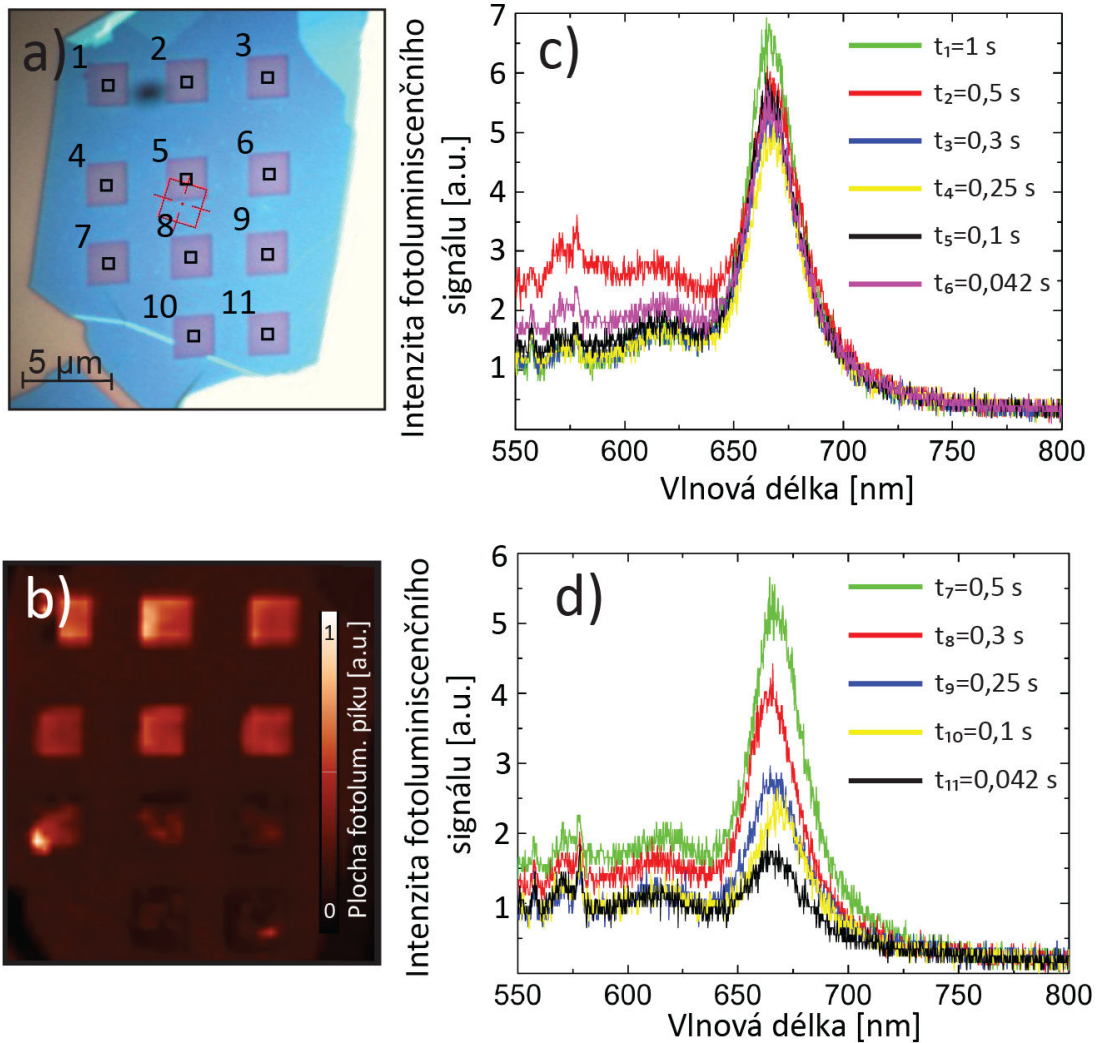 a)
1
2
3
4
5
6
7
8
9
10
11
5 µm
Intenzita fotoluminiscenčního
signálu [a.u.]
c)
7
6
5
4
3
2
1
t₁=1 s
t₂=0,5 s
t₃=0,3 s
t₄=0,25 s
t₅=0,1 s
t₆=0,042 s
550
600
650
700
750
800
Vlnová délka [nm]
b)
1
0
Plocha fotolum. píku [a.u.]
Intenzita fotoluminiscenčního
signálu [a.u.]
d)
6
5
4
3
2
1
t₇=0,5 s
t₈=0,3 s
t₉=0,25 s
t₁₀=0,1 s
t₁₁=0,042 s
550
600
650
700
750
800
Vlnová délka [nm]